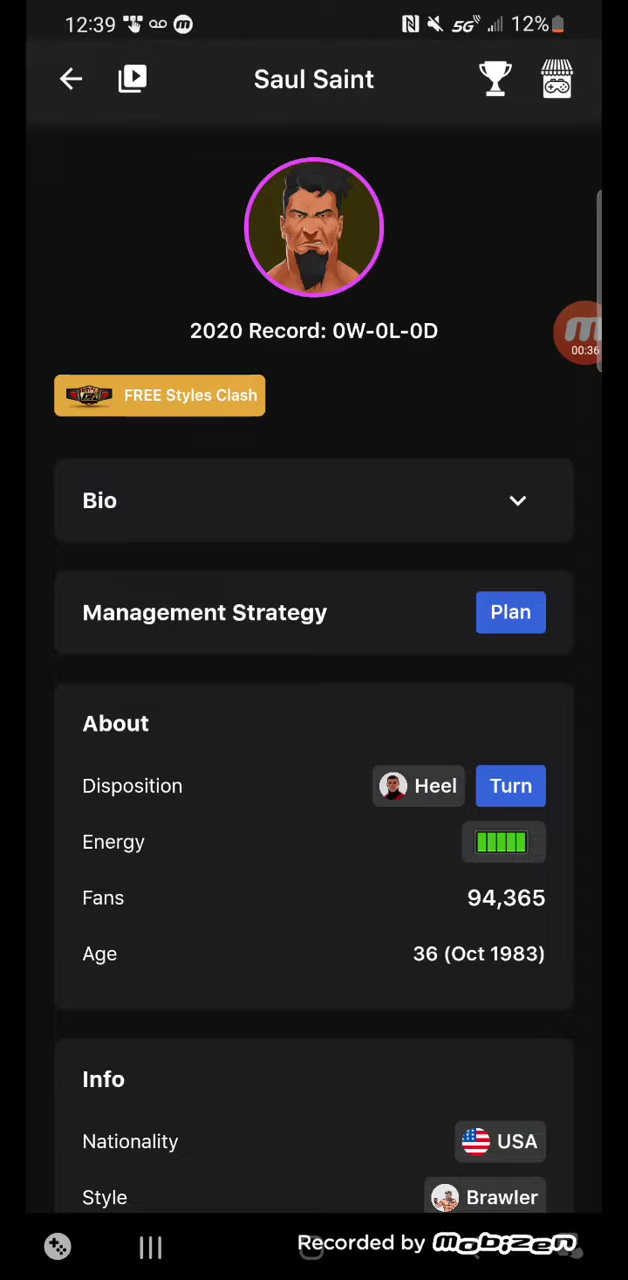 12:39
5G
12%
Saul Saint
2020 Record: 0W-0L-0D
00:36
FREE Styles Clash
Bio
Management Strategy
Plan
About
Disposition
Heel
Turn
Energy
Fans
94,365
Age
36 (Oct 1983)
Info
Nationality
USA
Style
Brawler
Recorded by mobizen